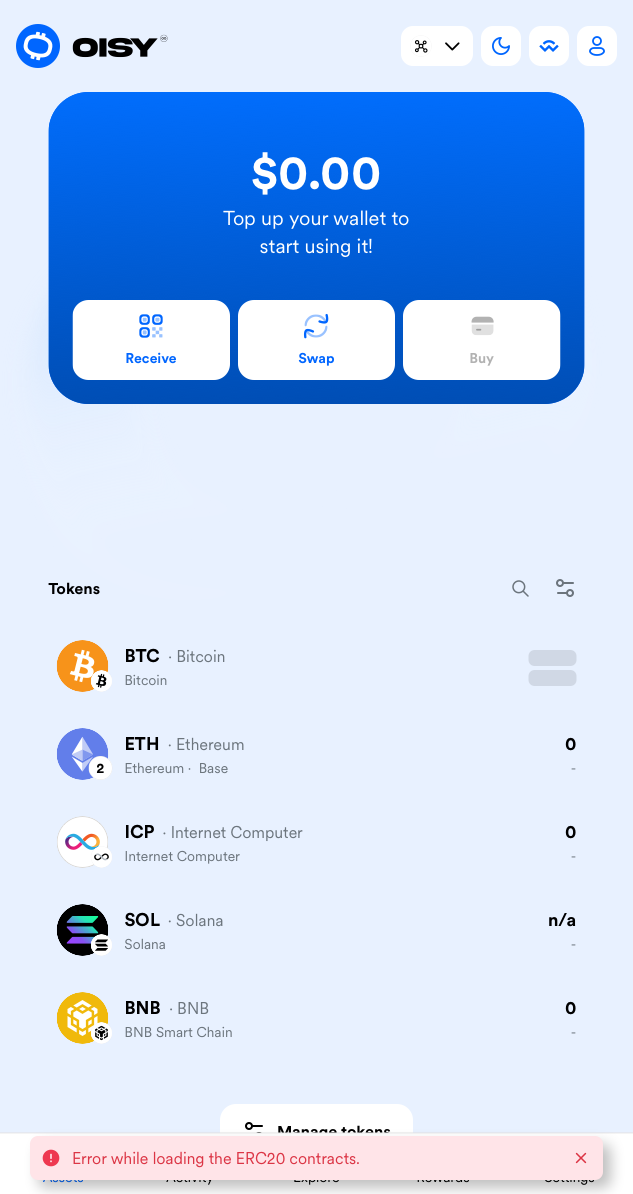 OISY
$0.00
Top up your wallet to
start using it!
Receive
Swap
Buy
Tokens
BTC · Bitcoin
Bitcoin
ETH · Ethereum
0
2
Ethereum · Base
-
ICP · Internet Computer
0
Internet Computer
-
SOL · Solana
n/a
Solana
-
BNB · BNB
0
BNB Smart Chain
-
Manage tokens
Error while loading the ERC20 contracts.
Assets
Activity
Explore
Rewards
Settings